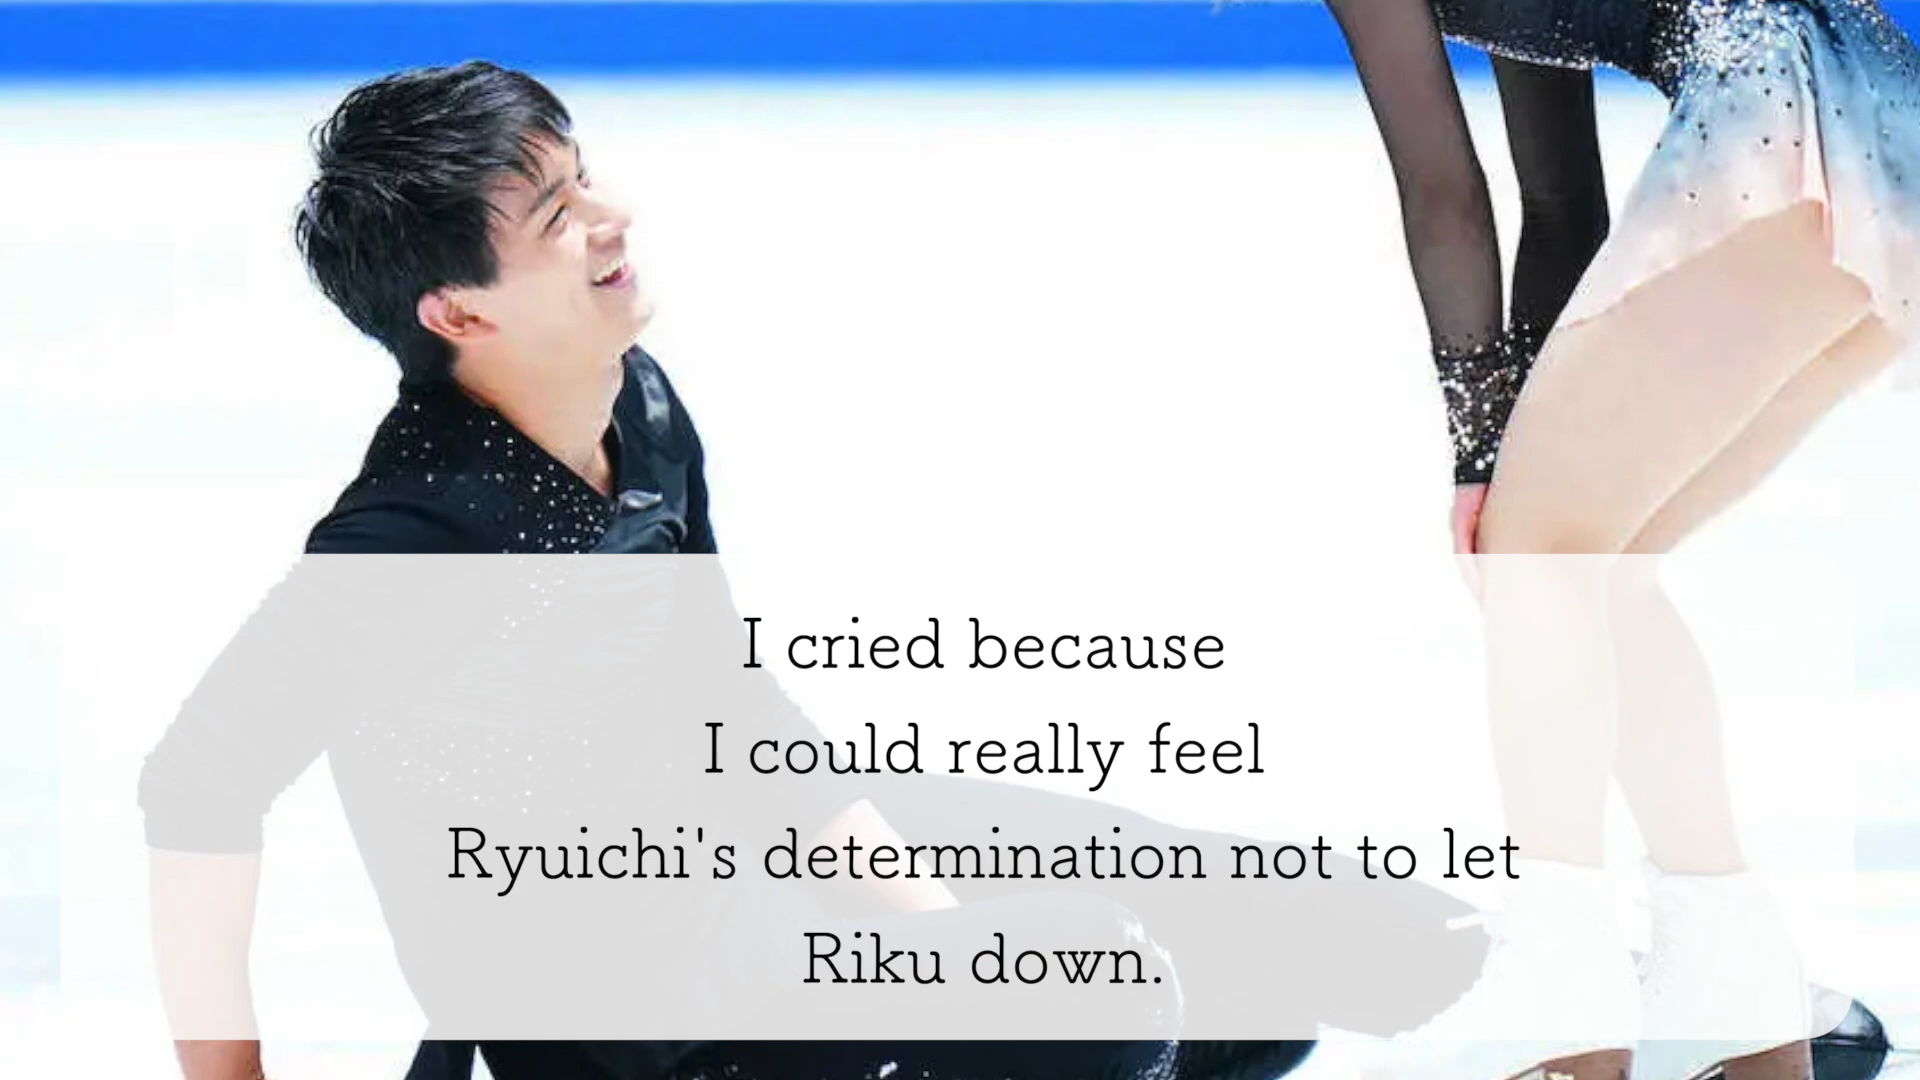 I cried because
I could really feel
Ryuichi's determination not to let
Riku down.